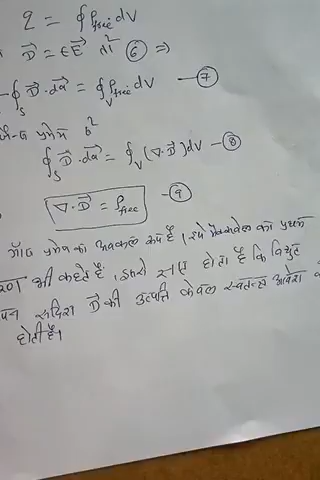 q = ∮ ρfree dV
D⃗ = ∈E⃗ तो ⑥ ⇒
∮S D⃗·da⃗ = ∮V ρfree dV —⑦
प्रमेय से
∮S D⃗·da⃗ = ∮V (∇·D⃗) dV —⑧
∇·D⃗ = ρfree —⑨
गॉस प्रमेय का अवकल रूप है। इसे मैक्सवेल का प्रथम
भी कहते हैं। इससे स्पष्ट होता है कि विद्युत
सदिश D⃗ की उत्पत्ति केवल स्वतन्त्र आवेश
होती है।